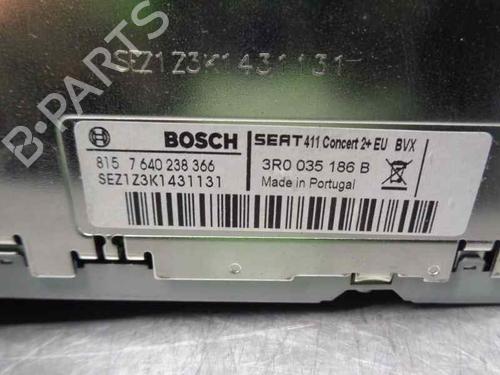 SEZ1Z3K1431131
B-PARTS
BOSCH
SEAT 411 Concert 2+ EU BVX
815 7 640 238 366
3R0 035 186 B
SEZ1Z3K1431131
Made in Portugal